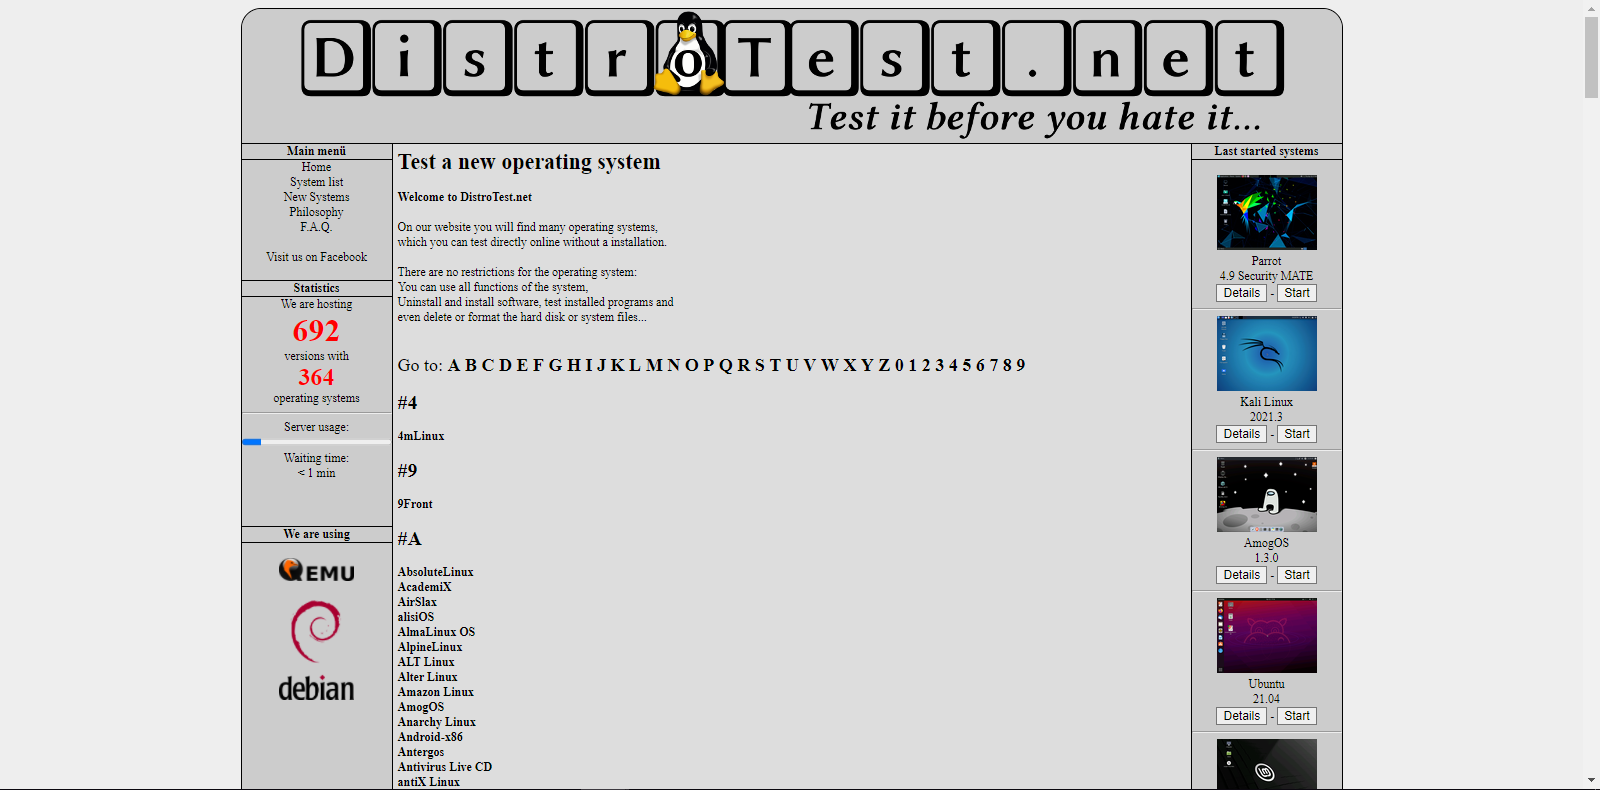 DistroTest.net
Test it before you hate it...
Main menü
Home
System list
New Systems
Philosophy
F.A.Q.
Visit us on Facebook
Statistics
We are hosting
692
versions with
364
operating systems
Server usage:
Waiting time:
< 1 min
We are using
QEMU
debian
Test a new operating system
Welcome to DistroTest.net
On our website you will find many operating systems,
which you can test directly online without a installation.
There are no restrictions for the operating system:
You can use all functions of the system,
Uninstall and install software, test installed programs and
even delete or format the hard disk or system files...
Go to: A B C D E F G H I J K L M N O P Q R S T U V W X Y Z 0 1 2 3 4 5 6 7 8 9
#4
4mLinux
#9
9Front
#A
AbsoluteLinux
AcademiX
AirSlax
alisiOS
AlmaLinux OS
AlpineLinux
ALT Linux
Alter Linux
Amazon Linux
AmogOS
Anarchy Linux
Android-x86
Antergos
Antivirus Live CD
antiX Linux
Last started systems
Parrot
4.9 Security MATE
Details - Start
Kali Linux
2021.3
Details - Start
AmogOS
1.3.0
Details - Start
Ubuntu
21.04
Details - Start